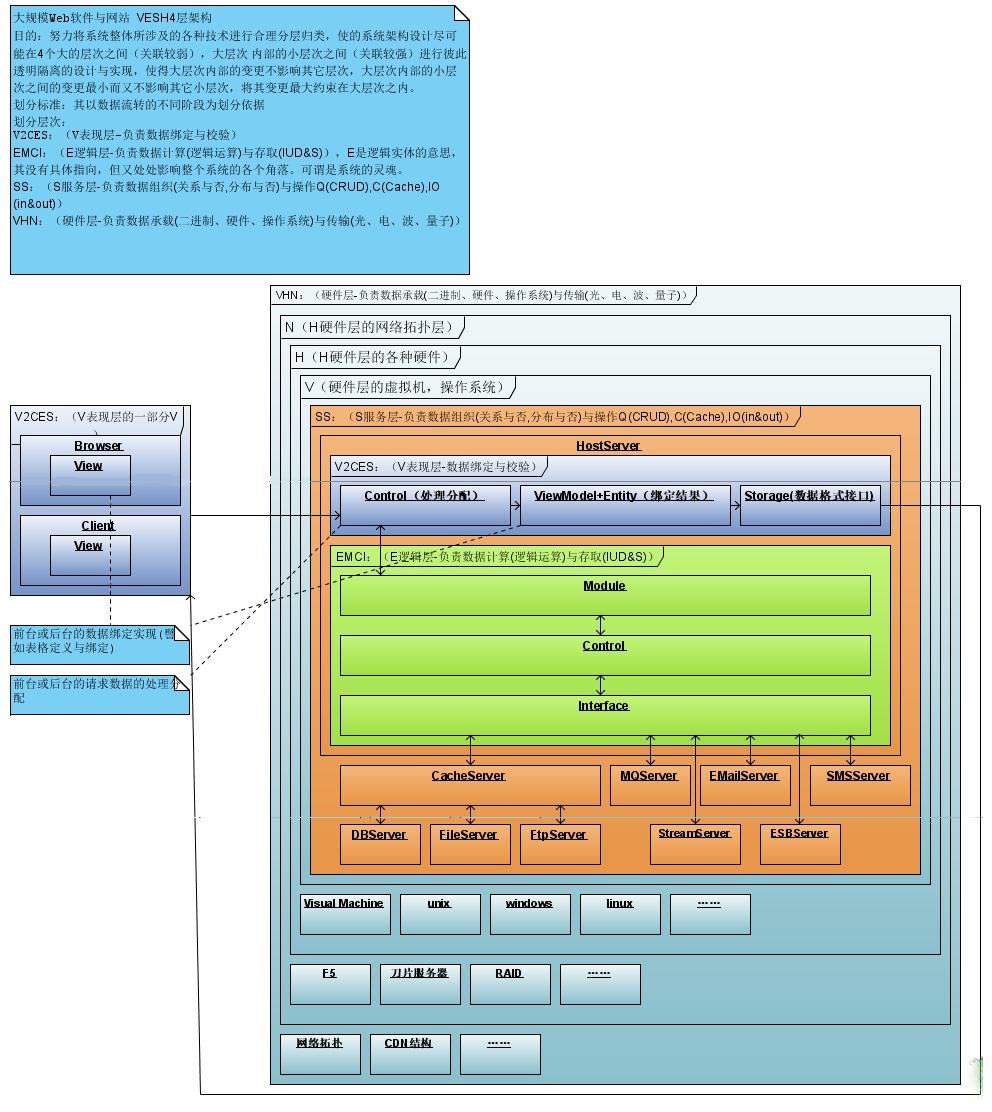 大规模Web软件与网站 VESH4层架构
目的：努力将系统整体所涉及的各种技术进行合理分层归类，使的系统架构设计尽可
能在4个大的层次之间（关联较弱），大层次 内部的小层次之间（关联较强）进行彼此
透明隔离的设计与实现，使得大层次内部的变更不影响其它层次，大层次内部的小层
次之间的变更最小而又不影响其它小层次，将其变更最大约束在大层次之内。
划分标准：其以数据流转的不同阶段为划分依据
划分层次：
V2CES：（V表现层-负责数据绑定与校验）
EMCI：（E逻辑层-负责数据计算(逻辑运算)与存取(IUD&S)），E是逻辑实体的意思，
其没有具体指向，但又处处影响整个系统的各个角落。可谓是系统的灵魂。
SS：（S服务层-负责数据组织(关系与否,分布与否)与操作Q(CRUD),C(Cache),IO
(in&out)）
VHN：（硬件层-负责数据承载(二进制、硬件、操作系统)与传输(光、电、波、量子)）
VHN：（硬件层-负责数据承载(二进制、硬件、操作系统)与传输(光、电、波、量子)）
N（H硬件层的网络拓扑层）
H（H硬件层的各种硬件）
V（硬件层的虚拟机，操作系统）
SS：（S服务层-负责数据组织(关系与否,分布与否)与操作Q(CRUD),C(Cache),IO(in&out)）
HostServer
V2CES：（V表现层-数据绑定与校验）
Control（处理分配）
ViewModel+Entity（绑定结果）
Storage(数据格式接口)
V2CES：（V表现层的一部分V
）
Browser
View
Client
View
EMCI：（E逻辑层-负责数据计算(逻辑运算)与存取(IUD&S)）
Module
Control
Interface
前台或后台的数据绑定实现(譬
如表格定义与绑定)
前台或后台的请求数据的处理分
配
CacheServer
MQServer
EMailServer
SMSServer
DBServer
FileServer
FtpServer
StreamServer
ESBServer
Visual Machine
unix
windows
linux
……
F5
刀片服务器
RAID
……
网络拓扑
CDN结构
……